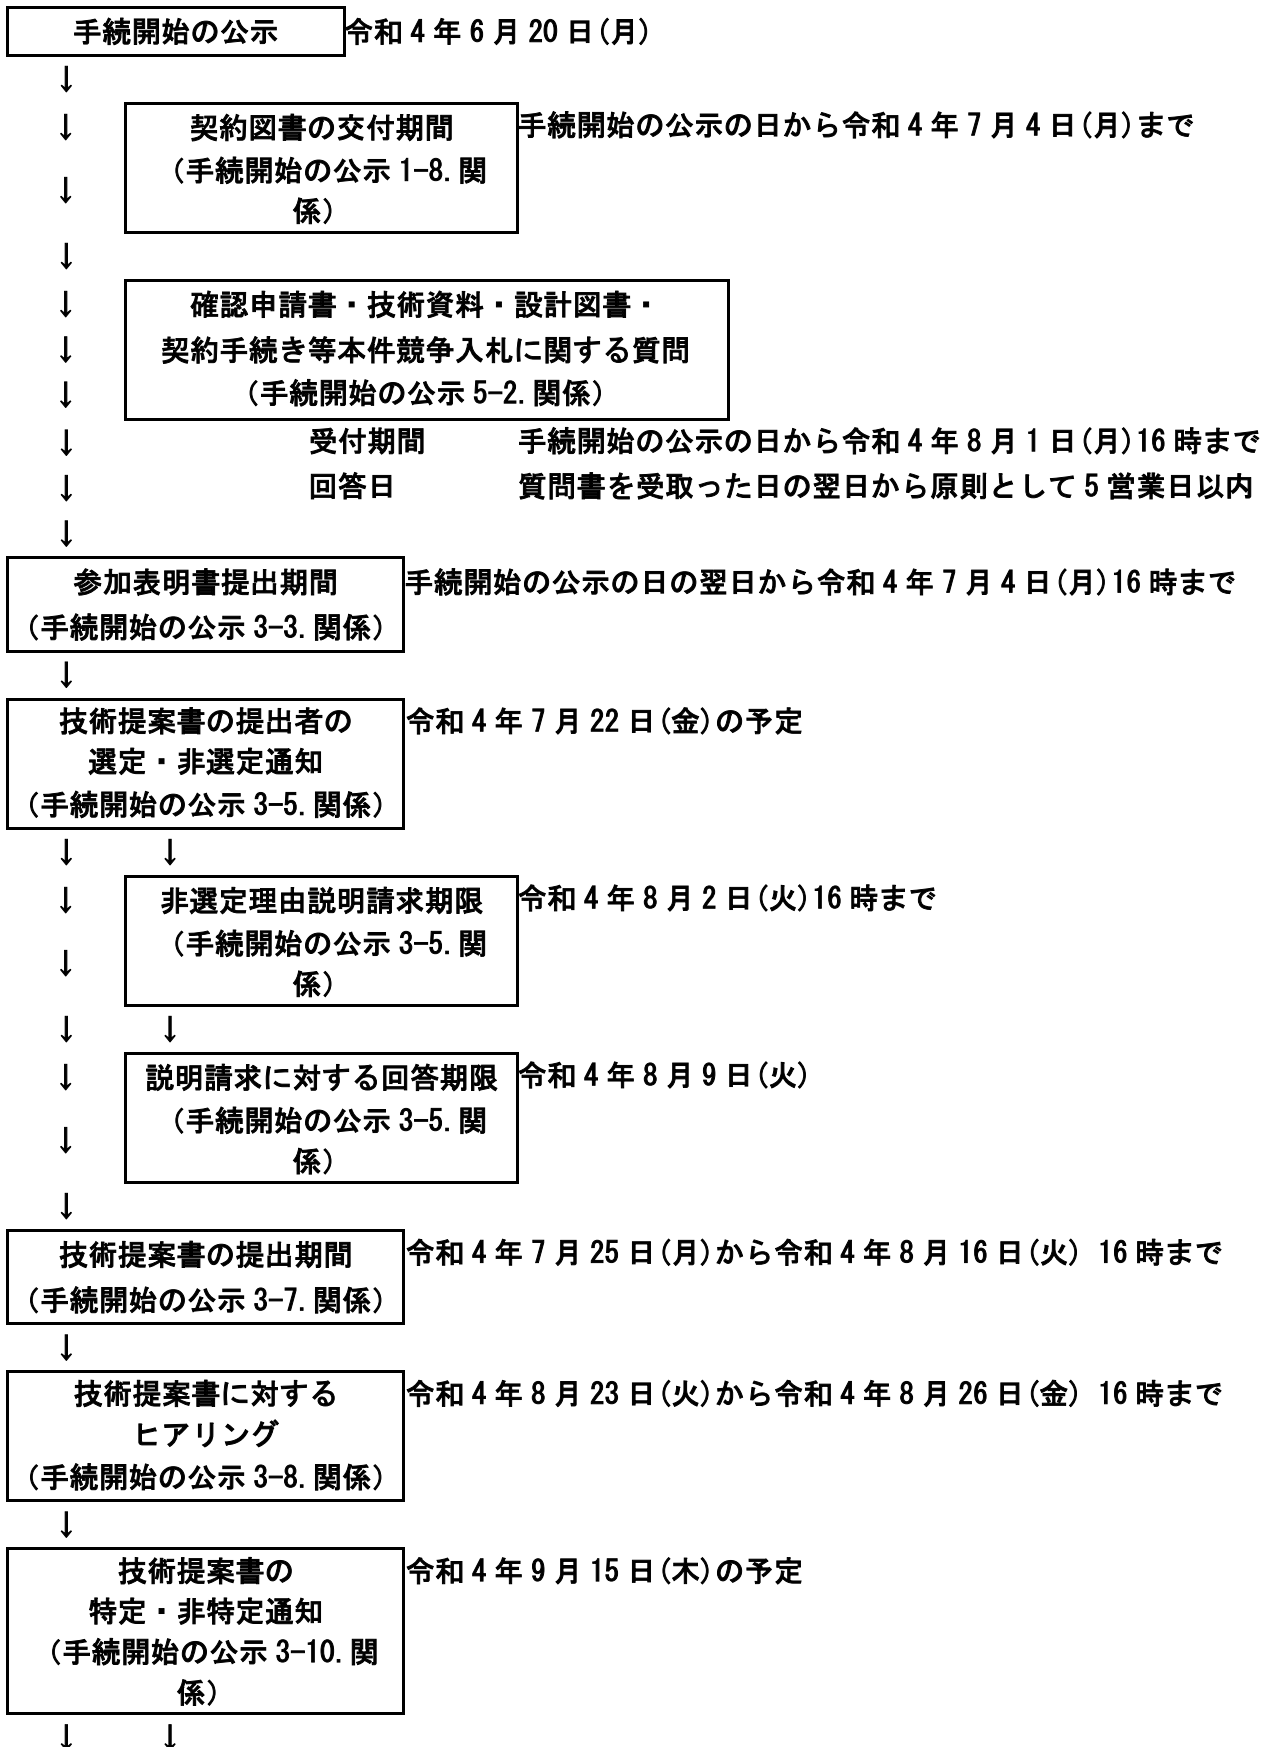 手続開始の公示 令和4年6月20日(月)
↓
↓ 契約図書の交付期間 手続開始の公示の日から令和4年7月4日(月)まで
(手続開始の公示1-8.関
↓
係)
↓
↓ 確認申請書・技術資料・設計図書・
↓ 契約手続き等本件競争入札に関する質問
↓ (手続開始の公示5-2.関係)
↓ 受付期間 手続開始の公示の日から令和4年8月1日(月)16時まで
↓ 回答日 質問書を受取った日の翌日から原則として5営業日以内
↓
参加表明書提出期間 手続開始の公示の日の翌日から令和4年7月4日(月)16時まで
(手続開始の公示3-3.関係)
↓
技術提案書の提出者の 令和4年7月22日(金)の予定
選定・非選定通知
(手続開始の公示3-5.関係)
↓ ↓
↓ 非選定理由説明請求期限 令和4年8月2日(火)16時まで
(手続開始の公示3-5.関
↓
係)
↓ ↓
↓ 説明請求に対する回答期限 令和4年8月9日(火)
(手続開始の公示3-5.関
↓
係)
↓
技術提案書の提出期間 令和4年7月25日(月)から令和4年8月16日(火) 16時まで
(手続開始の公示3-7.関係)
↓
技術提案書に対する 令和4年8月23日(火)から令和4年8月26日(金) 16時まで
ヒアリング
(手続開始の公示3-8.関係)
↓
技術提案書の 令和4年9月15日(木)の予定
特定・非特定通知
(手続開始の公示3-10.関
係)
↓ ↓